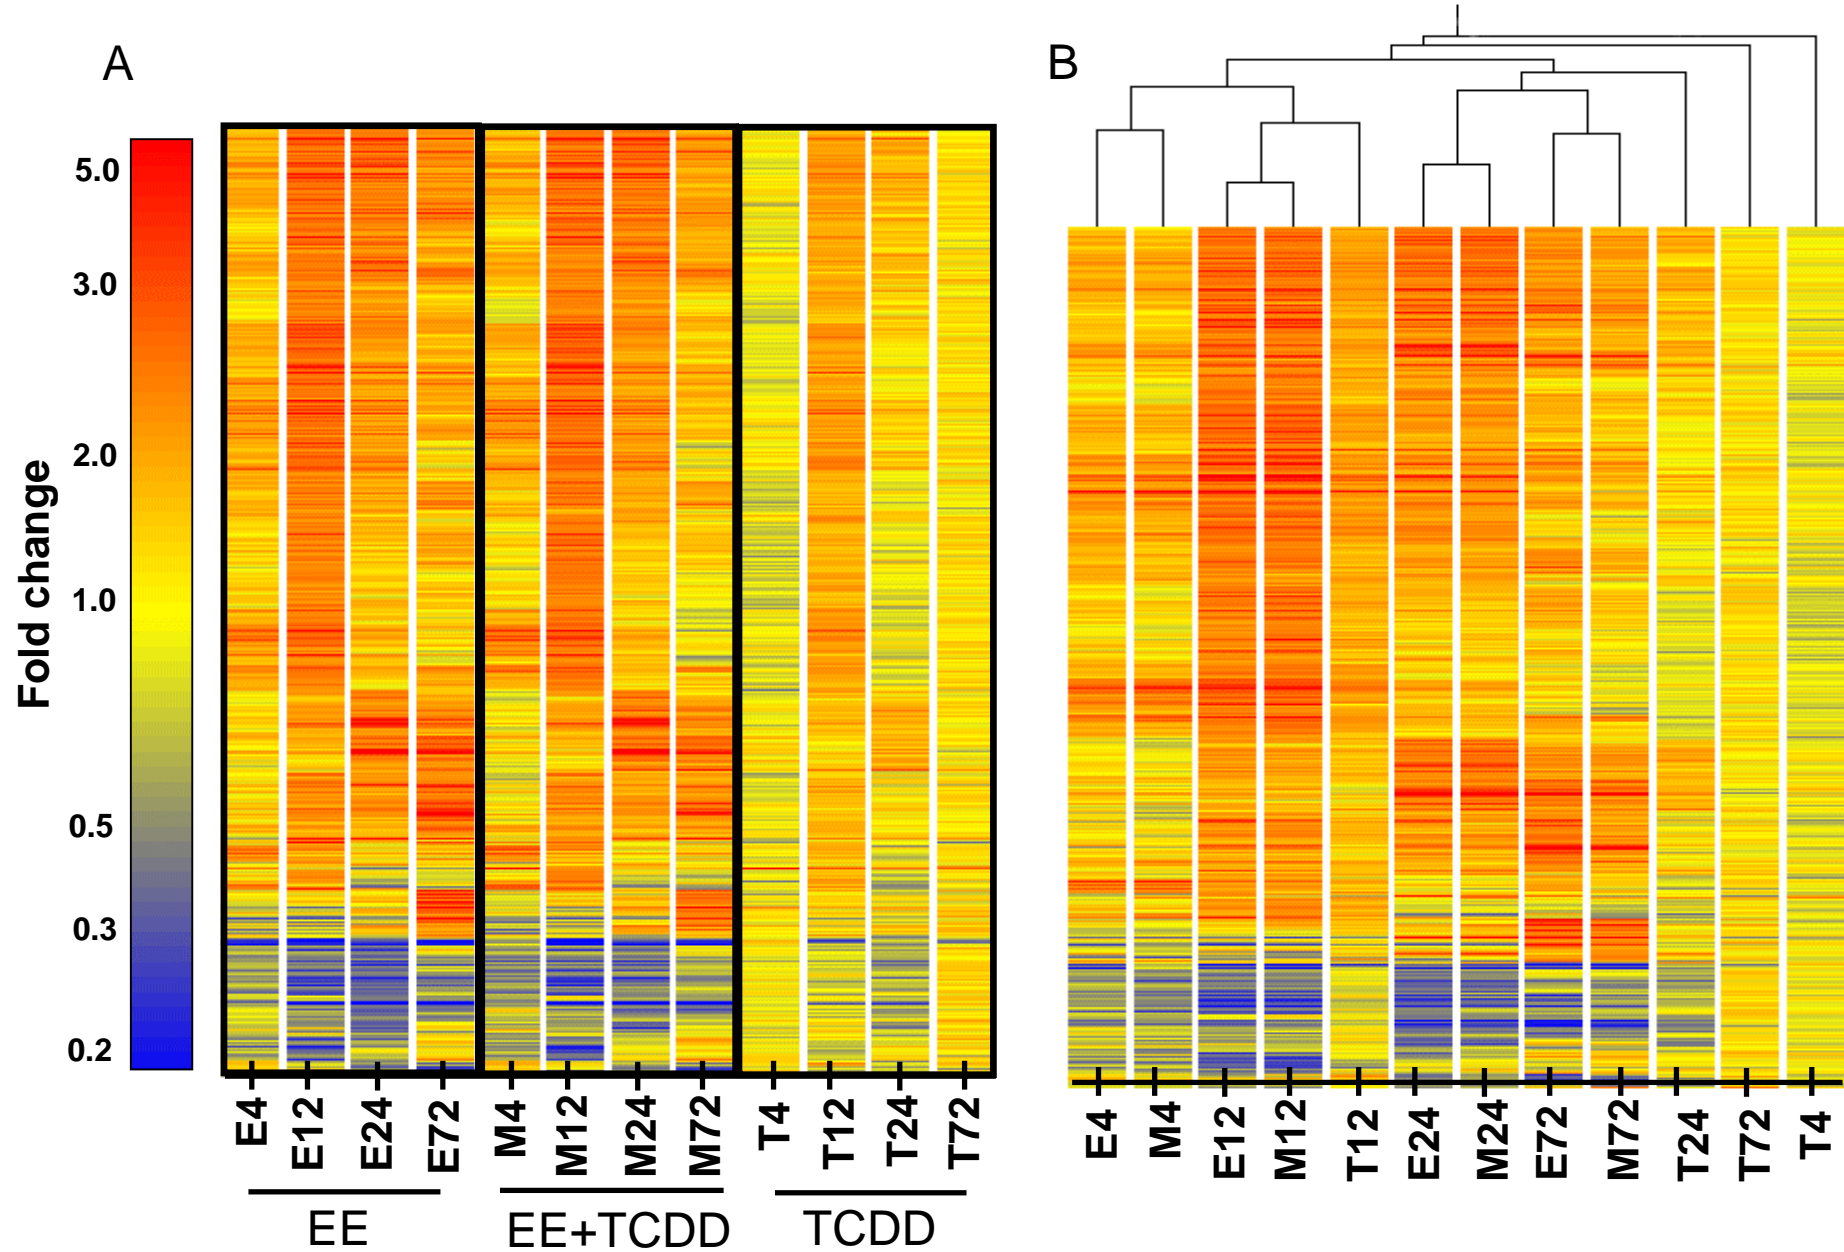 A
B
Fold change
5.0
3.0
2.0
1.0
0.5
0.3
0.2
E4 E12 E24 E72 M4 M12 M24 M72 T4 T12 T24 T72
EE EE+TCDD TCDD
E4 M4 E12 M12 T12 E24 M24 E72 M72 T24 T72 T4